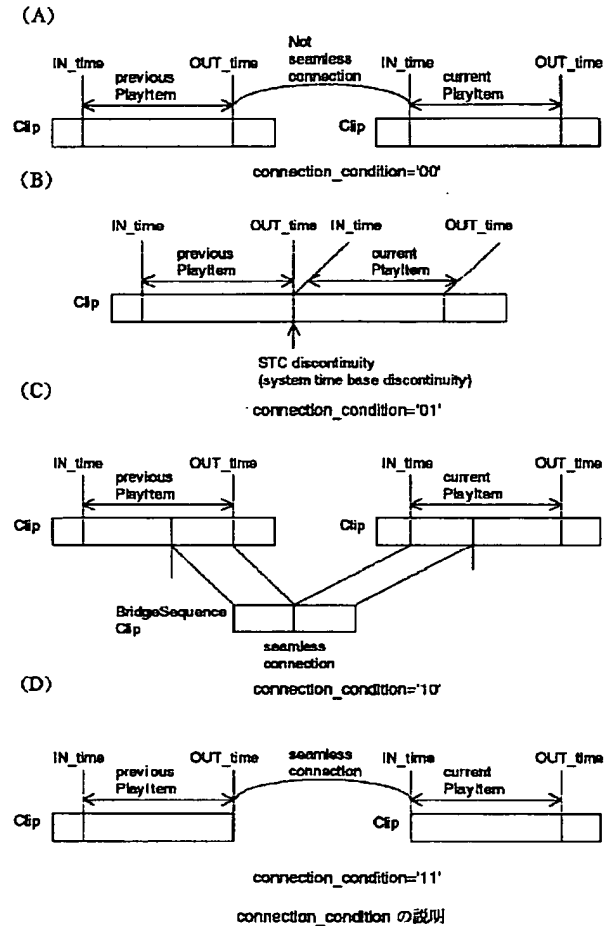 (A)
Not
seamless
connection
IN_time
OUT_time
IN_time
OUT_time
previous
PlayItem
current
PlayItem
Clip
Clip
connection_condition='00'
(B)
IN_time
OUT_time
IN_time
OUT_time
previous
PlayItem
current
PlayItem
Clip
STC discontinuity
(system time base discontinuity)
connection_condition='01'
(C)
IN_time
OUT_time
IN_time
OUT_time
previous
PlayItem
current
PlayItem
Clip
Clip
BridgeSequence
Clip
seamless
connection
connection_condition='10'
(D)
IN_time
OUT_time
seamless
connection
IN_time
OUT_time
previous
PlayItem
current
PlayItem
Clip
Clip
connection_condition='11'
connection_condition の説明